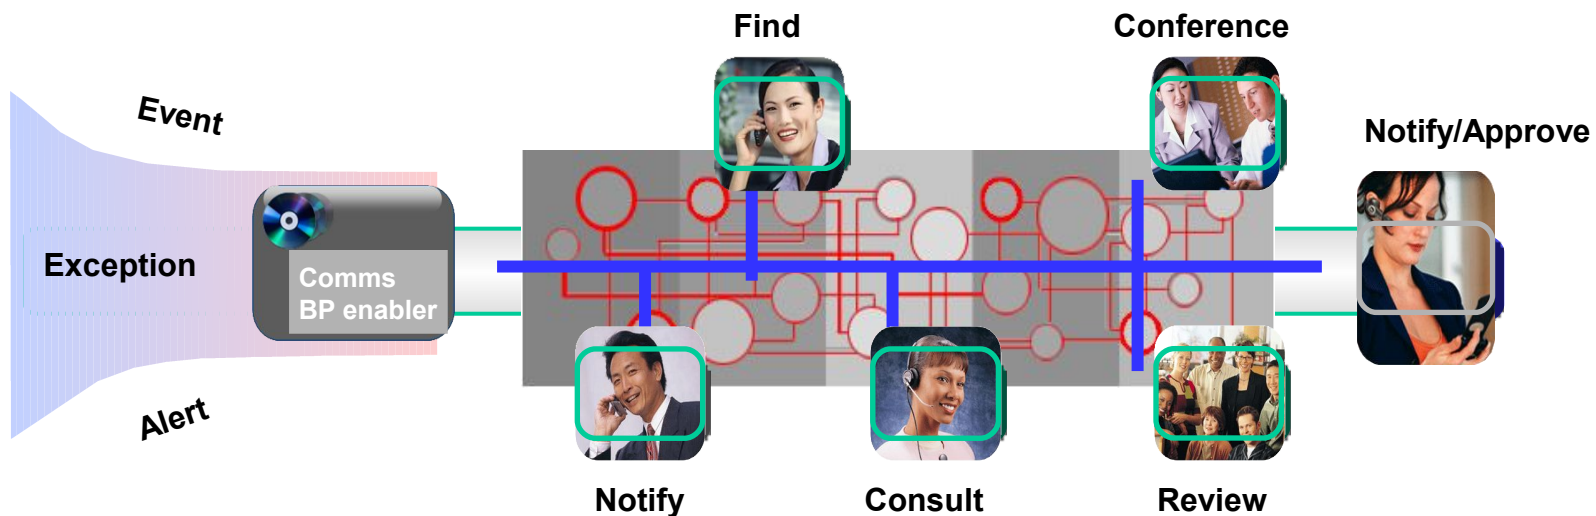 Find
Conference
Event
Notify/Approve
Exception
Comms
BP enabler
Alert
Notify
Consult
Review